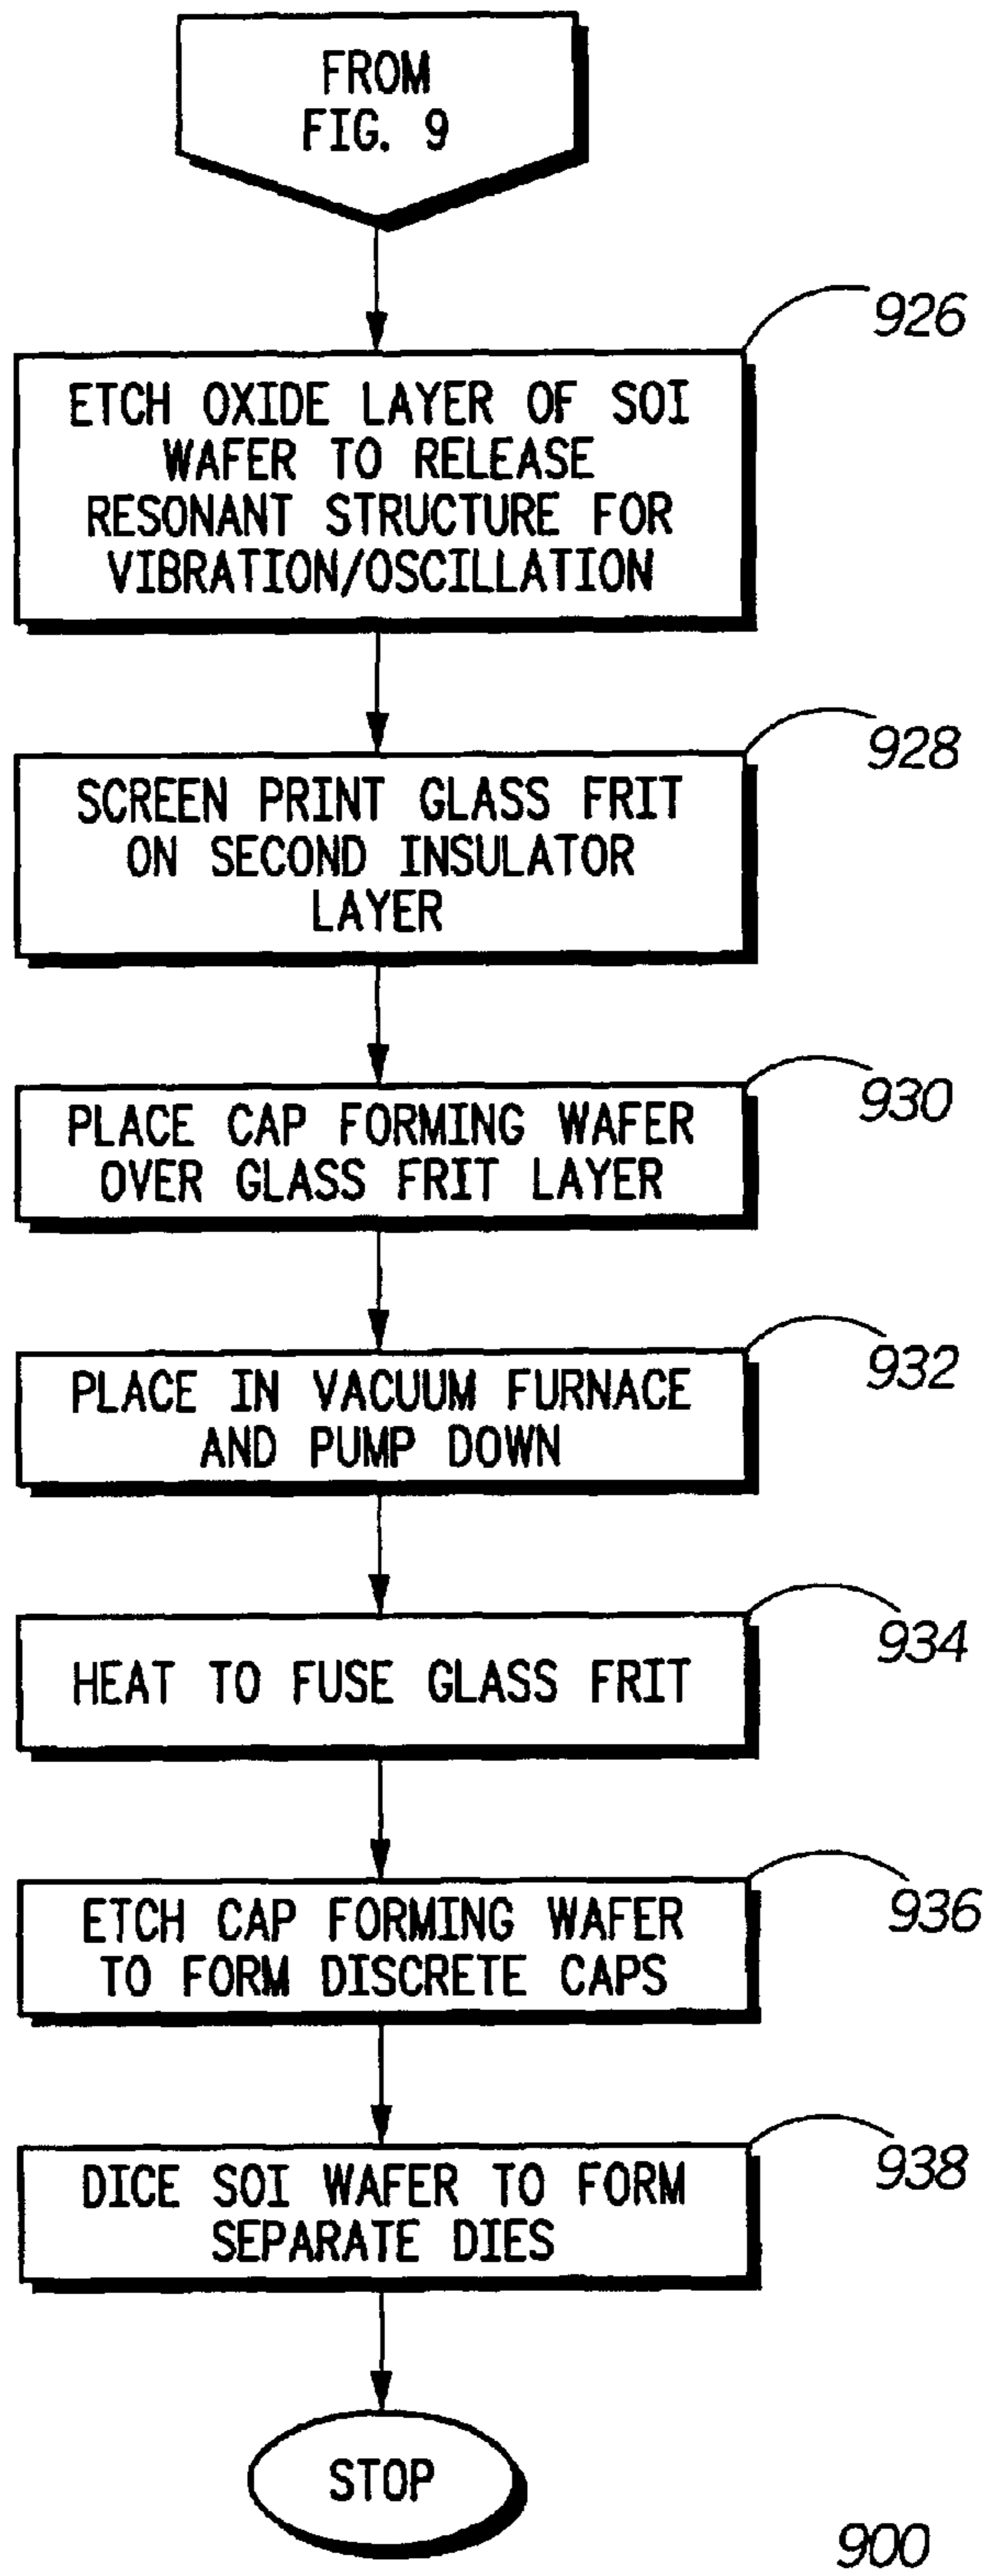 FROM
FIG. 9
926
ETCH OXIDE LAYER OF SOI
WAFER TO RELEASE
RESONANT STRUCTURE FOR
VIBRATION/OSCILLATION
928
SCREEN PRINT GLASS FRIT
ON SECOND INSULATOR
LAYER
930
PLACE CAP FORMING WAFER
OVER GLASS FRIT LAYER
932
PLACE IN VACUUM FURNACE
AND PUMP DOWN
934
HEAT TO FUSE GLASS FRIT
936
ETCH CAP FORMING WAFER
TO FORM DISCRETE CAPS
938
DICE SOI WAFER TO FORM
SEPARATE DIES
STOP
900